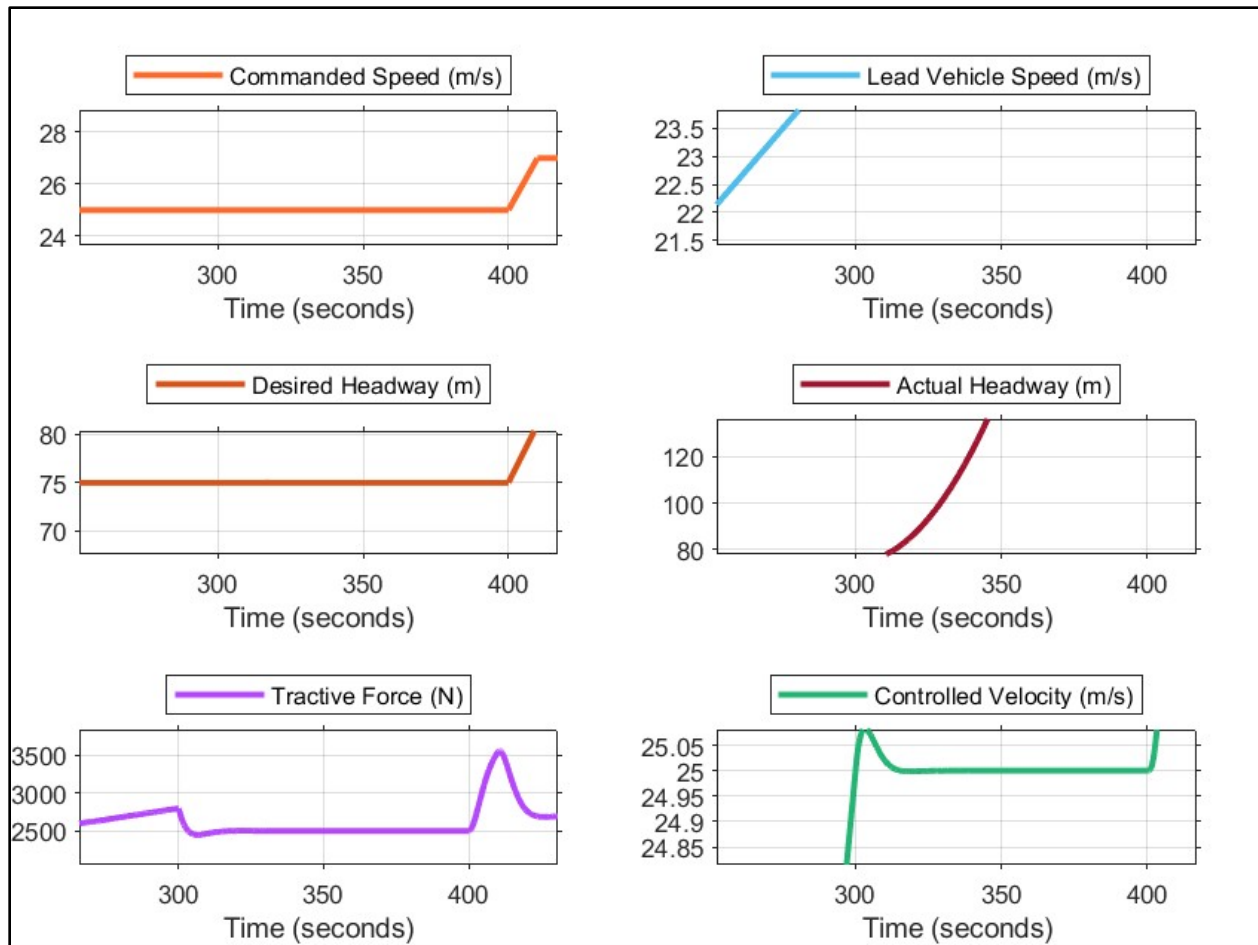 Commanded Speed (m/s)
28
26
24
300 350 400
Time (seconds)
Lead Vehicle Speed (m/s)
23.5
23
22.5
22
21.5
300 350 400
Time (seconds)
Desired Headway (m)
80
75
70
300 350 400
Time (seconds)
Actual Headway (m)
120
100
80
300 350 400
Time (seconds)
Tractive Force (N)
3500
3000
2500
300 400
Time (seconds)
Controlled Velocity (m/s)
25.05
25
24.95
24.9
24.85
300 350 400
Time (seconds)